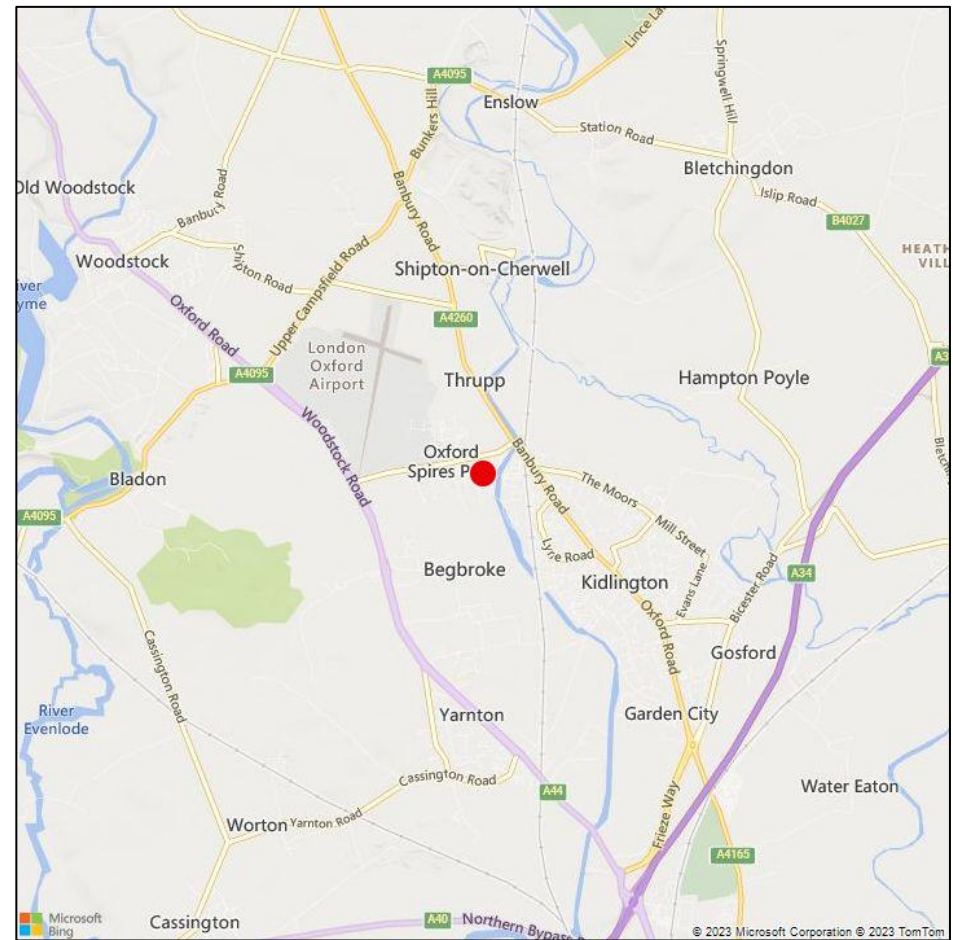 Lince La
A4095
Springwell Hill
Enslow
Bunkers Hill
Station Road
Bletchingdon
Old Woodstock
Banbury Road
Banbury Road
Islip Road
B4027
HEATH
VILL
Woodstock
Shipton Road
Upper Campsfield Road
Shipton-on-Cherwell
iver
yme
Oxford Road
A4260
London
Oxford
Airport
A3
A4095
Thrupp
Hampton Poyle
Woodstock Road
Oxford
Spires P
Banbury Road
Bletchi
Bladon
The Moors
A4095
Mill Street
Lyne Road
Begbroke
Kidlington
Evans Lane
Bicester Road
A34
Oxford Road
Cassington Road
Gosford
River
Evenlode
Yarnton
Garden City
Cassington Road
A44
Water Eaton
Worton
Yarnton Road
Frieze Way
A4165
Microsoft
Bing
Cassington
A40
Northern Bypass
© 2023 Microsoft Corporation © 2023 TomTom